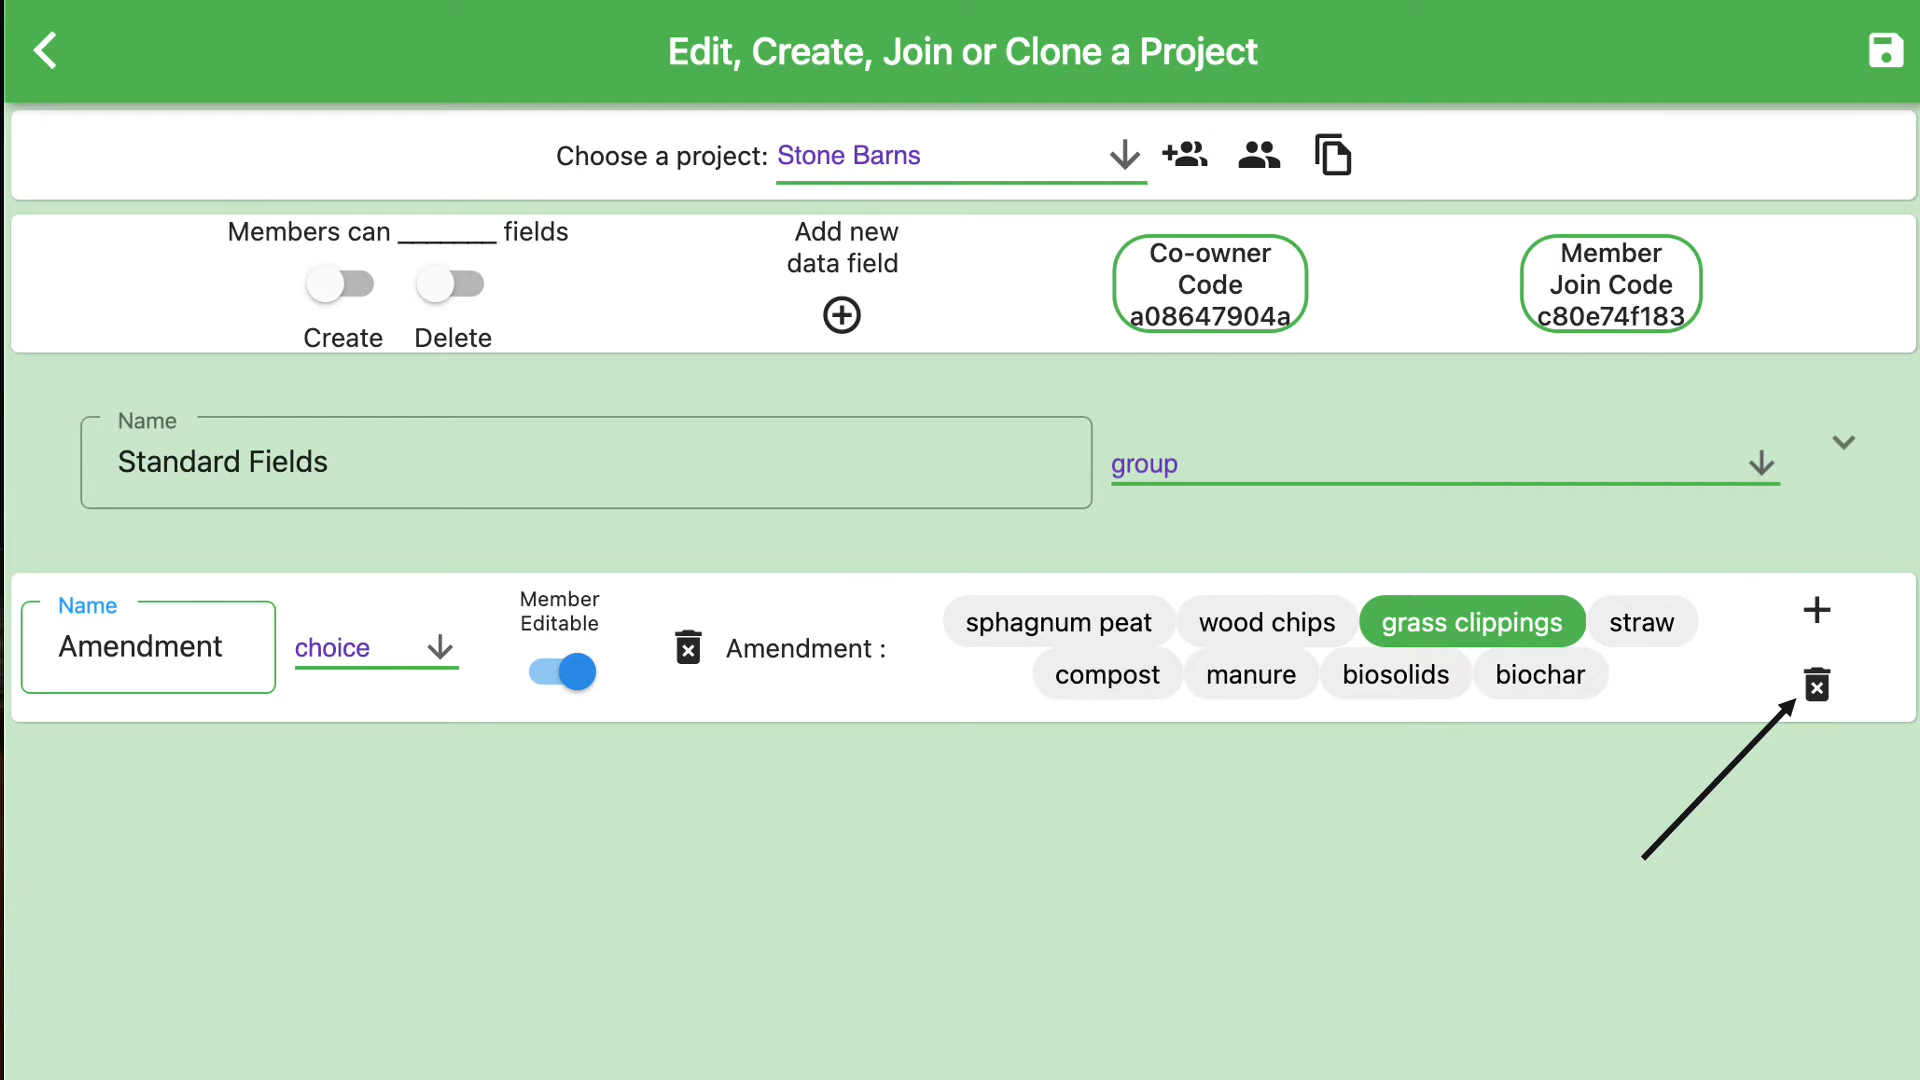 Edit, Create, Join or Clone a Project
Choose a project: Stone Barns
Members can _______ fields
Create Delete
Add new
data field
Co-owner
Code
a08647904a
Member
Join Code
c80e74f183
Name
Standard Fields
group
Name
Amendment
choice
Member
Editable
Amendment :
sphagnum peat wood chips grass clippings straw
compost manure biosolids biochar